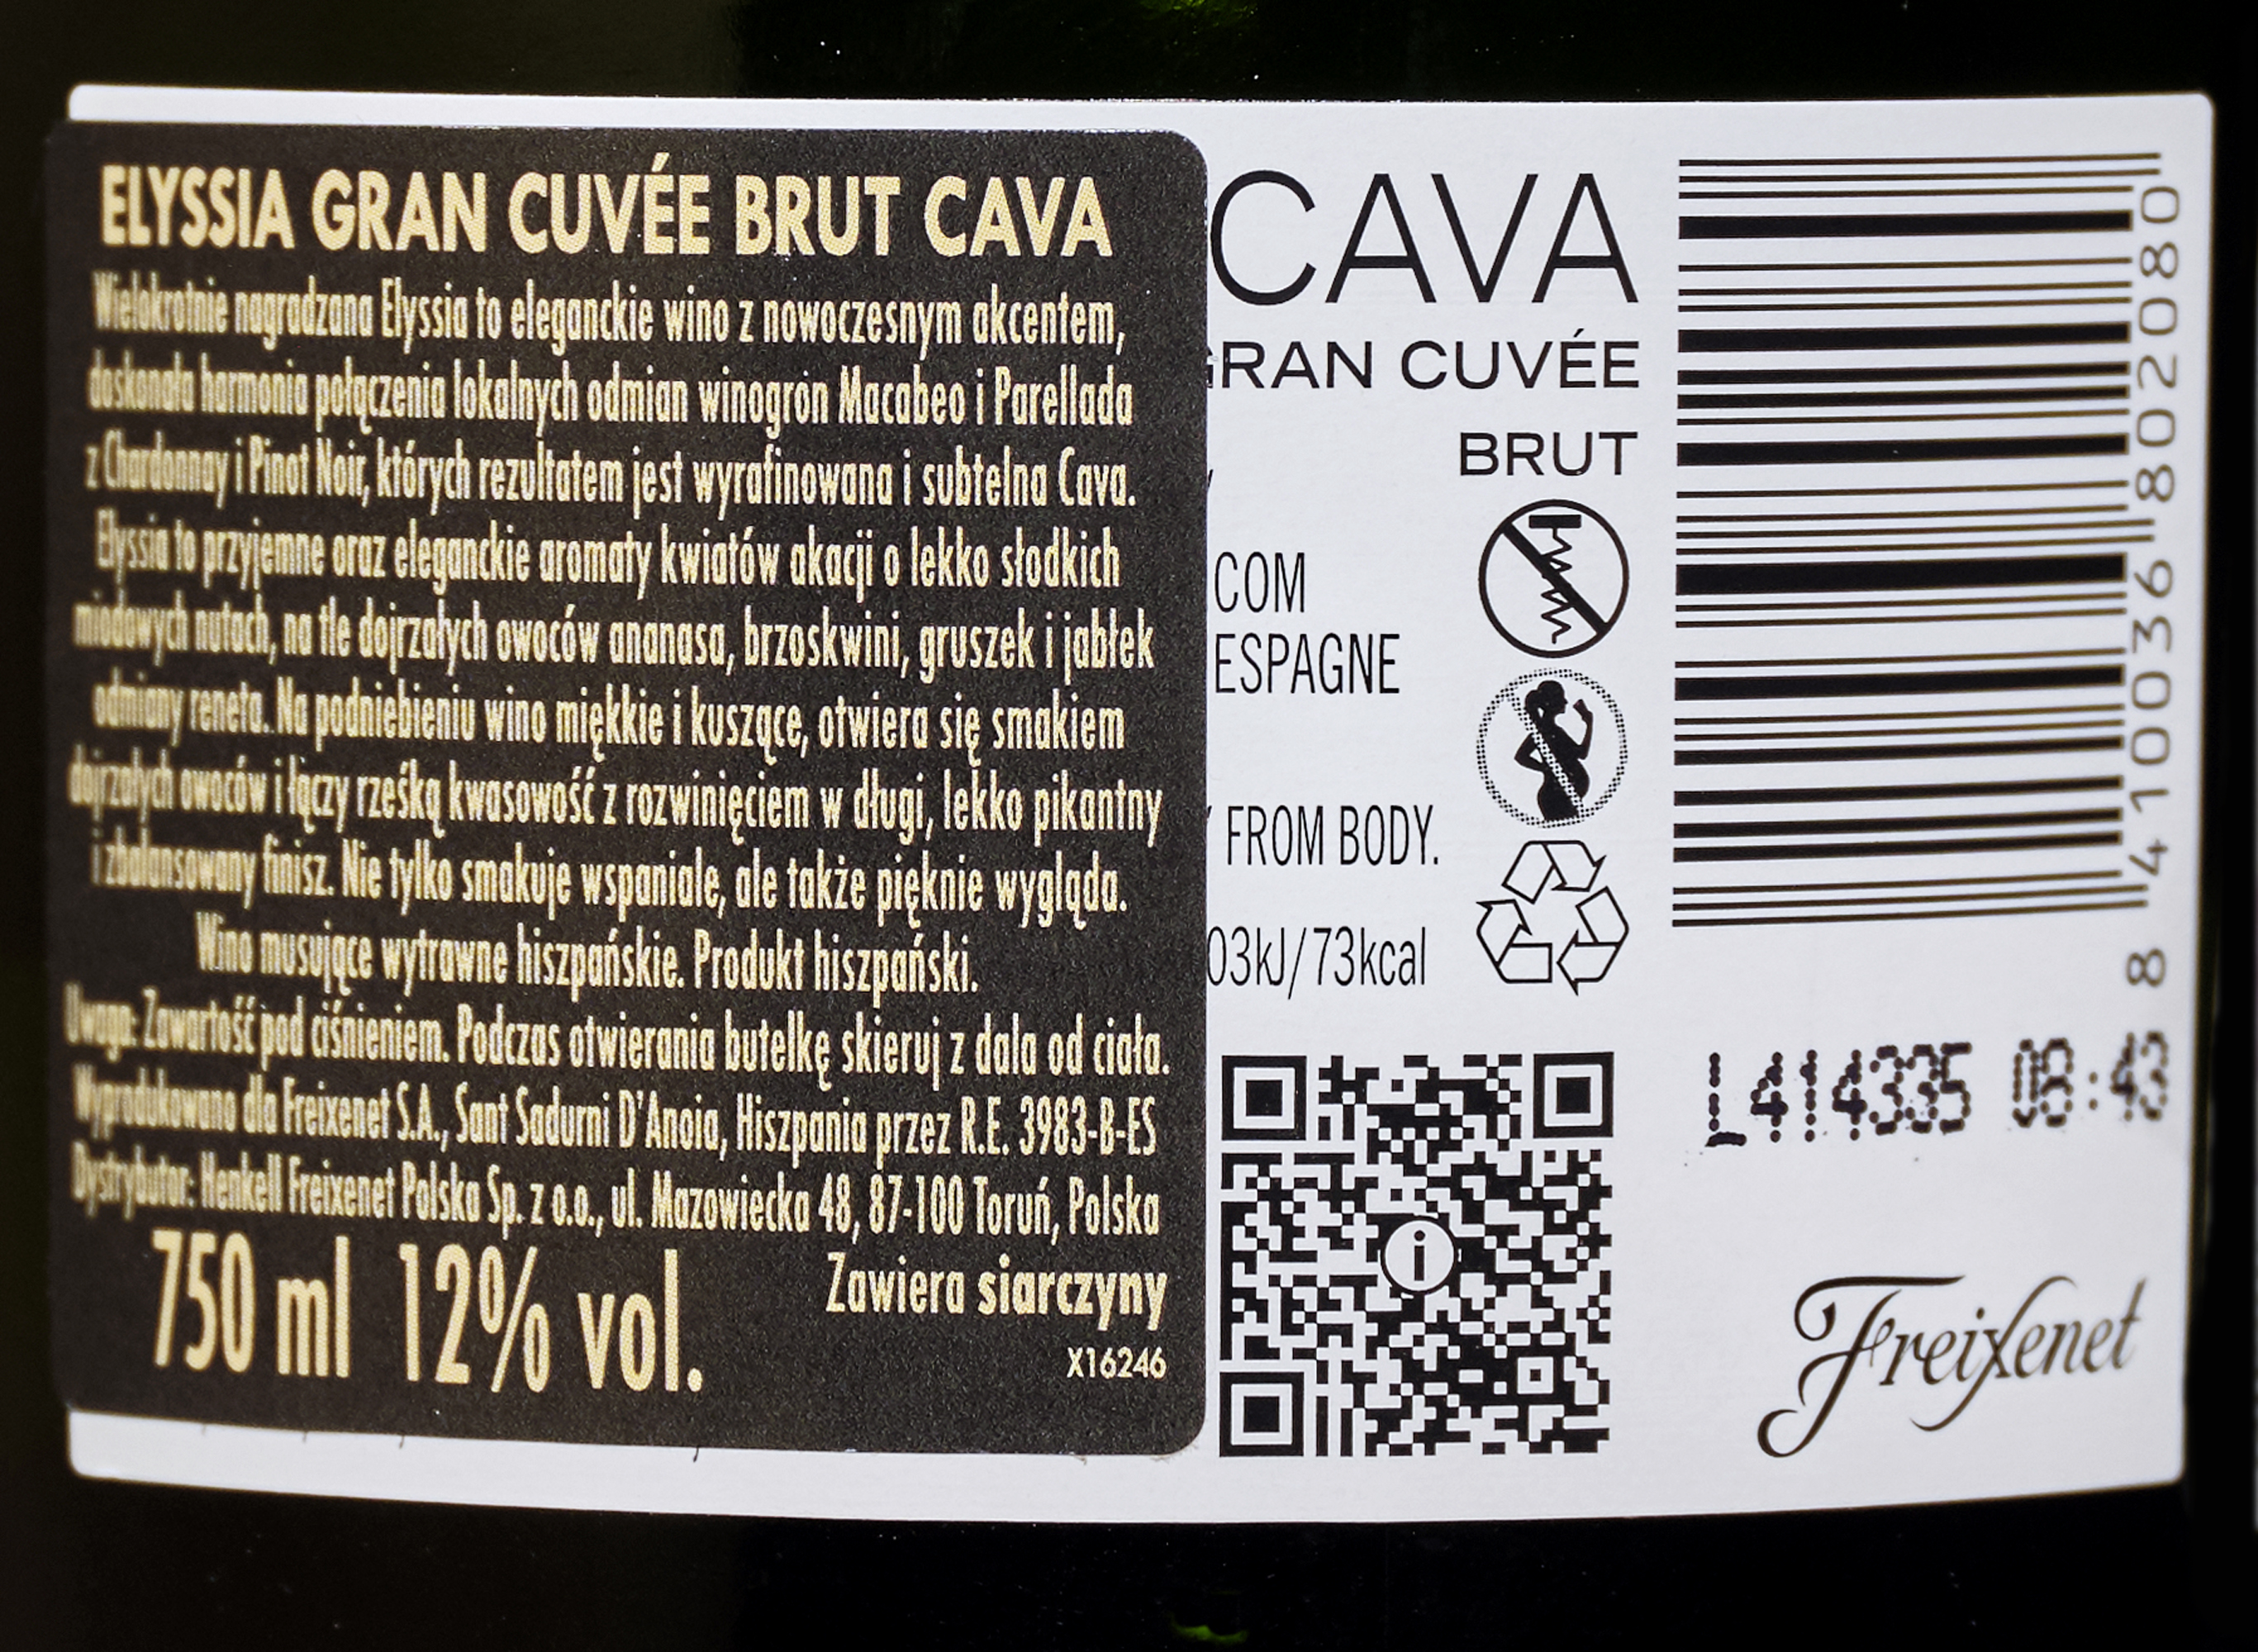 ELYSSIA GRAN CUVÉE BRUT CAVA
Wielokrotnie nagradzana Elyssia to eleganckie wino z nowoczesnym akcentem,
doskonała harmonia połączenia lokalnych odmian winogron Macabeo i Parellada
z Chardonnay i Pinot Noir, których rezultatem jest wyrafinowana i subtelna Cava.
Elyssia to przyjemne oraz eleganckie aromaty kwiatów akacji o lekko słodkich
miodowych nutach, na tle dojrzałych owoców ananasa, brzoskwini, gruszek i jabłek
odmiany reneta. Na podniebieniu wino miękkie i kuszące, otwiera się smakiem
dojrzałych owoców i łączy rześką kwasowość z rozwinięciem w długi, lekko pikantny
i zbalansowany finisz. Nie tylko smakuje wspaniale, ale także pięknie wygląda.
Wino musujące wytrawne hiszpańskie. Produkt hiszpański.
Uwaga: Zawartość pod ciśnieniem. Podczas otwierania butelkę skieruj z dala od ciała.
Wyprodukowano dla Freixenet S.A., Sant Sadurni D'Anoia, Hiszpania przez R.E. 3983-B-ES
Dystrybutor: Henkell Freixenet Polska Sp. z o.o., ul. Mazowiecka 48, 87-100 Toruń, Polska
750 ml 12% vol.
Zawiera siarczyny
X16246
CAVA
GRAN CUVÉE
BRUT
COM
ESPAGNE
FROM BODY.
03kJ/73kcal
i
8 410036 802080
L414335 08:43
Freixenet